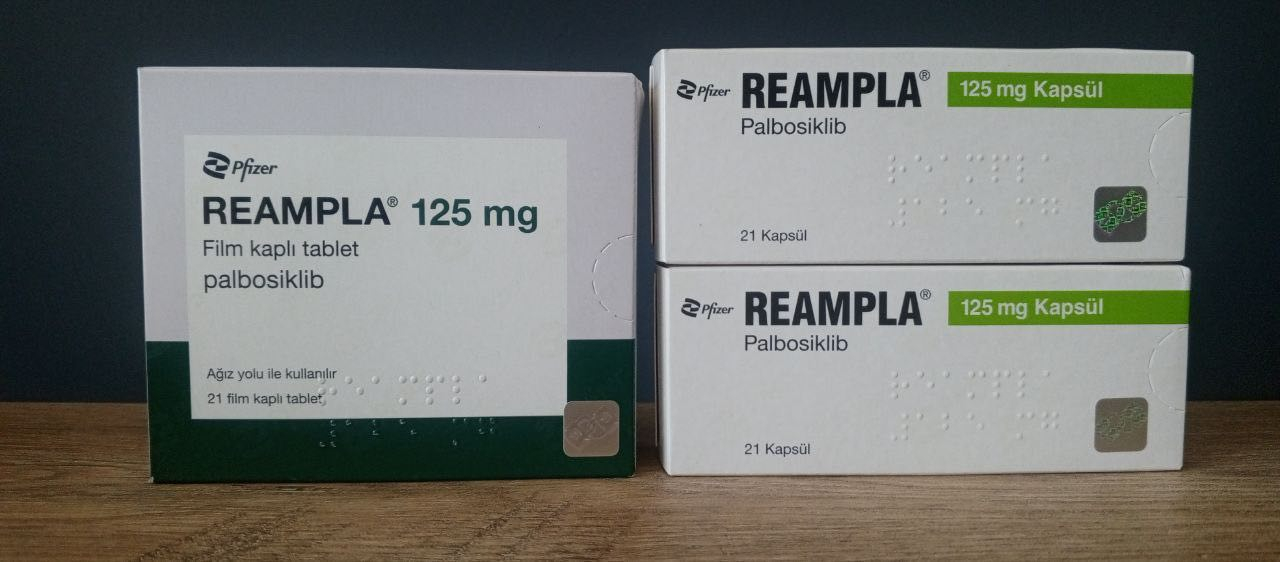 Pfizer
REAMPLA® 125 mg
Film kaplı tablet
palbosiklib
Ağız yolu ile kullanılır
21 film kaplı tablet
Pfizer REAMPLA® 125 mg Kapsül
Palbosiklib
21 Kapsül
Pfizer REAMPLA® 125 mg Kapsül
Palbosiklib
21 Kapsül